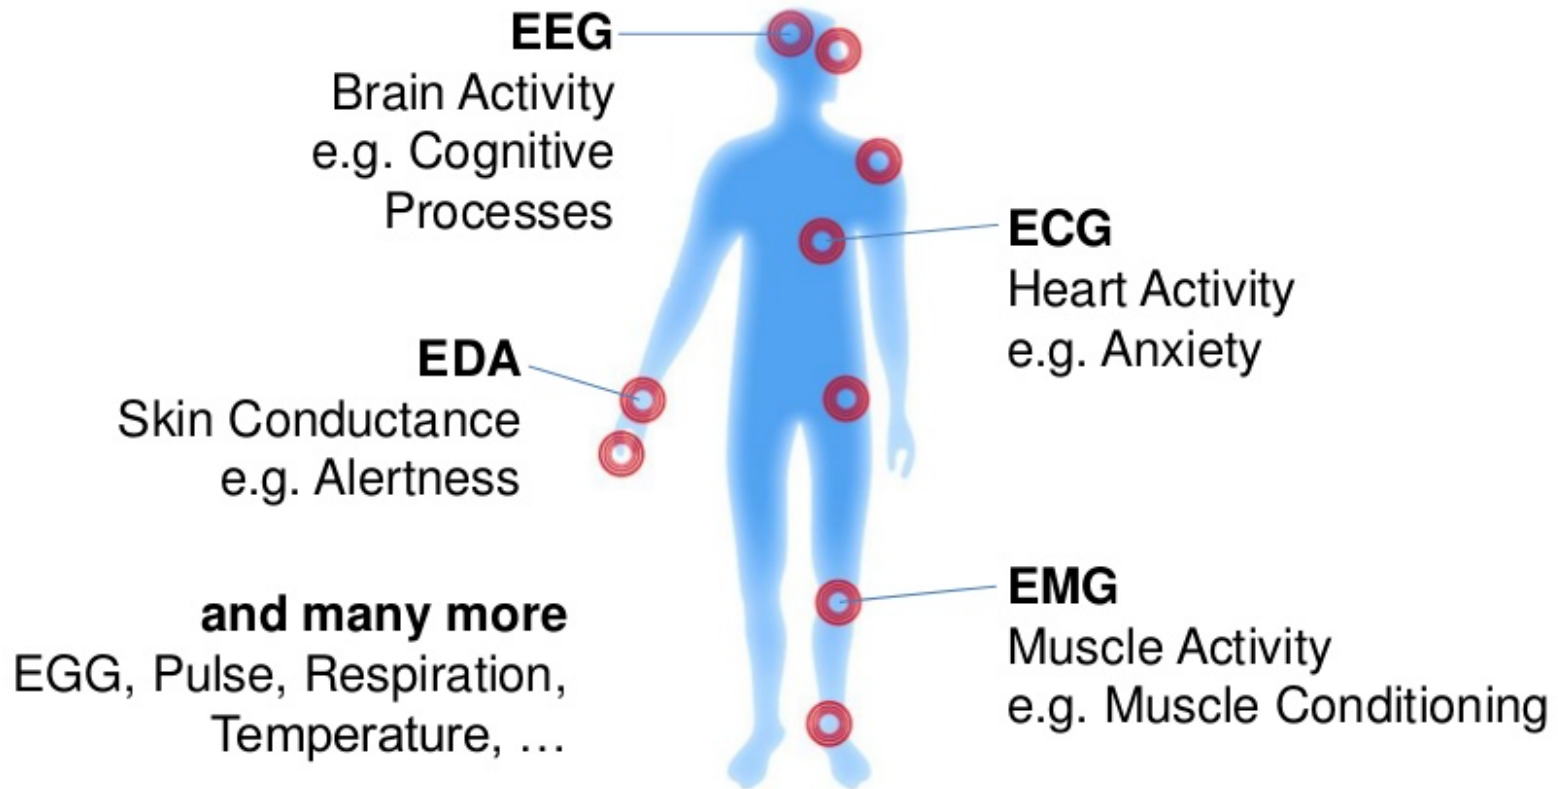 EEG
Brain Activity
e.g. Cognitive
Processes
ECG
Heart Activity
e.g. Anxiety
EDA
Skin Conductance
e.g. Alertness
and many more
EGG, Pulse, Respiration,
Temperature, …
EMG
Muscle Activity
e.g. Muscle Conditioning